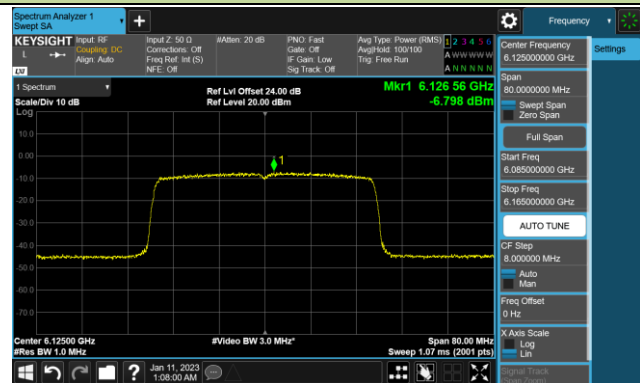 Spectrum Analyzer 1
Swept SA
+
Frequency
KEYSIGHT
Input: RF
Coupling: DC
Align: Auto
Input Z: 50 Ω
Corrections: Off
Freq Ref: Int (S)
NFE: Off
#Atten: 20 dB
PNO: Fast
Gate: Off
IF Gain: Low
Sig Track: Off
Avg Type: Power (RMS)
Avg|Hold: 100/100
Trig: Free Run
1 2 3 4 5 6
A W W W W W
A N N N N N
L
LXI
1 Spectrum
Scale/Div 10 dB
Log
Ref Lvl Offset 24.00 dB
Ref Level 20.00 dBm
Mkr1 6.126 56 GHz
-6.798 dBm
1
10.0
0.00
-10.0
-20.0
-30.0
-40.0
-50.0
-60.0
-70.0
Center 6.12500 GHz
#Res BW 1.0 MHz
#Video BW 3.0 MHz*
Span 80.00 MHz
Sweep 1.07 ms (2001 pts)
Center Frequency
6.125000000 GHz
Span
80.0000000 MHz
Swept Span
Zero Span
Full Span
Start Freq
6.085000000 GHz
Stop Freq
6.165000000 GHz
AUTO TUNE
CF Step
8.000000 MHz
Auto
Man
Freq Offset
0 Hz
X Axis Scale
Log
Lin
Signal Track
(Span Zoom)
Settings
?
Jan 11, 2023
1:08:00 AM